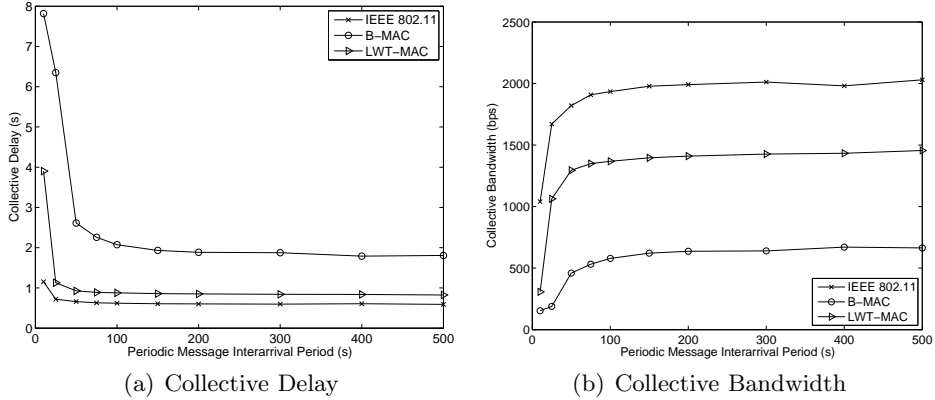 8
7
6
5
4
3
2
1
0
Collective Delay (s)
0
100
200
300
400
500
Periodic Message Interarrival Period (s)
IEEE 802.11
B−MAC
LWT−MAC
(a) Collective Delay
2500
2000
1500
1000
500
0
Collective Bandwidth (bps)
0
100
200
300
400
500
Periodic Message Interarrival Period (s)
IEEE 802.11
B−MAC
LWT−MAC
(b) Collective Bandwidth